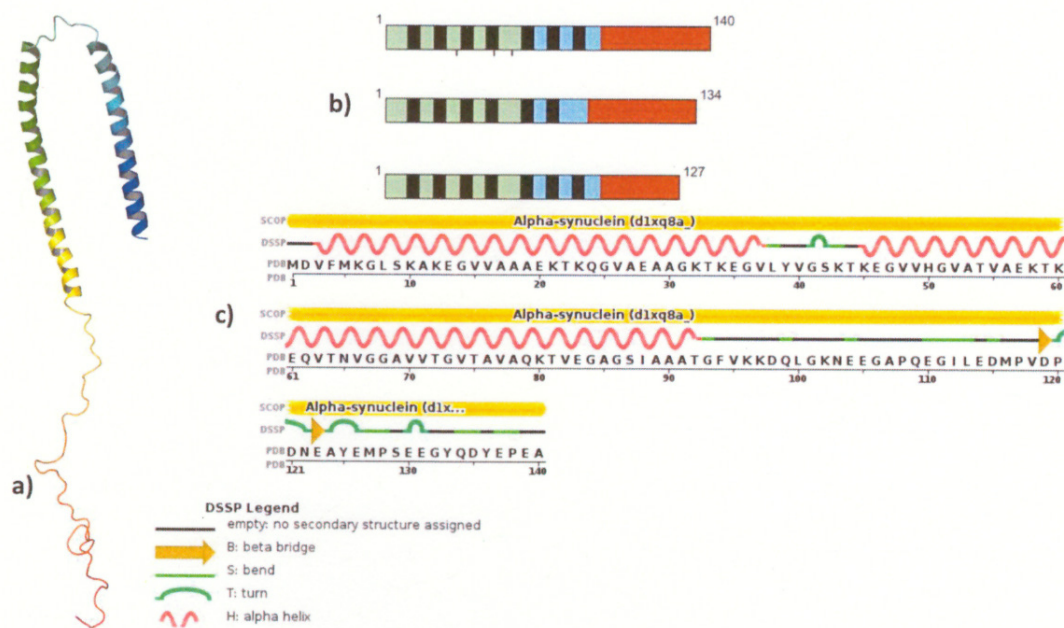 1 140
b)
1 134
1 127
SCOP Alpha-synuclein (d1xq8a_)
DSSP
PDB M D V F M K G L S K A K E G V V A A A E K T K Q G V A E A A G K T K E G V L Y V G S K T K E G V V H G V A T V A E K T K
PDB 1 10 20 30 40 50 60
c)
SCOP Alpha-synuclein (d1xq8a_)
DSSP
PDB E Q V T N V G G A V V T G V T A V A Q K T V E G A G S I A A A T G F V K K D Q L G K N E E G A P Q E G I L E D M P V D P
PDB 61 70 80 90 100 110 120
SCOP Alpha-synuclein (d1x...
DSSP
PDB D N E A Y E M P S E E G Y Q D Y E P E A
PDB 121 130 140
a)
DSSP Legend
empty: no secondary structure assigned
B: beta bridge
S: bend
T: turn
H: alpha helix